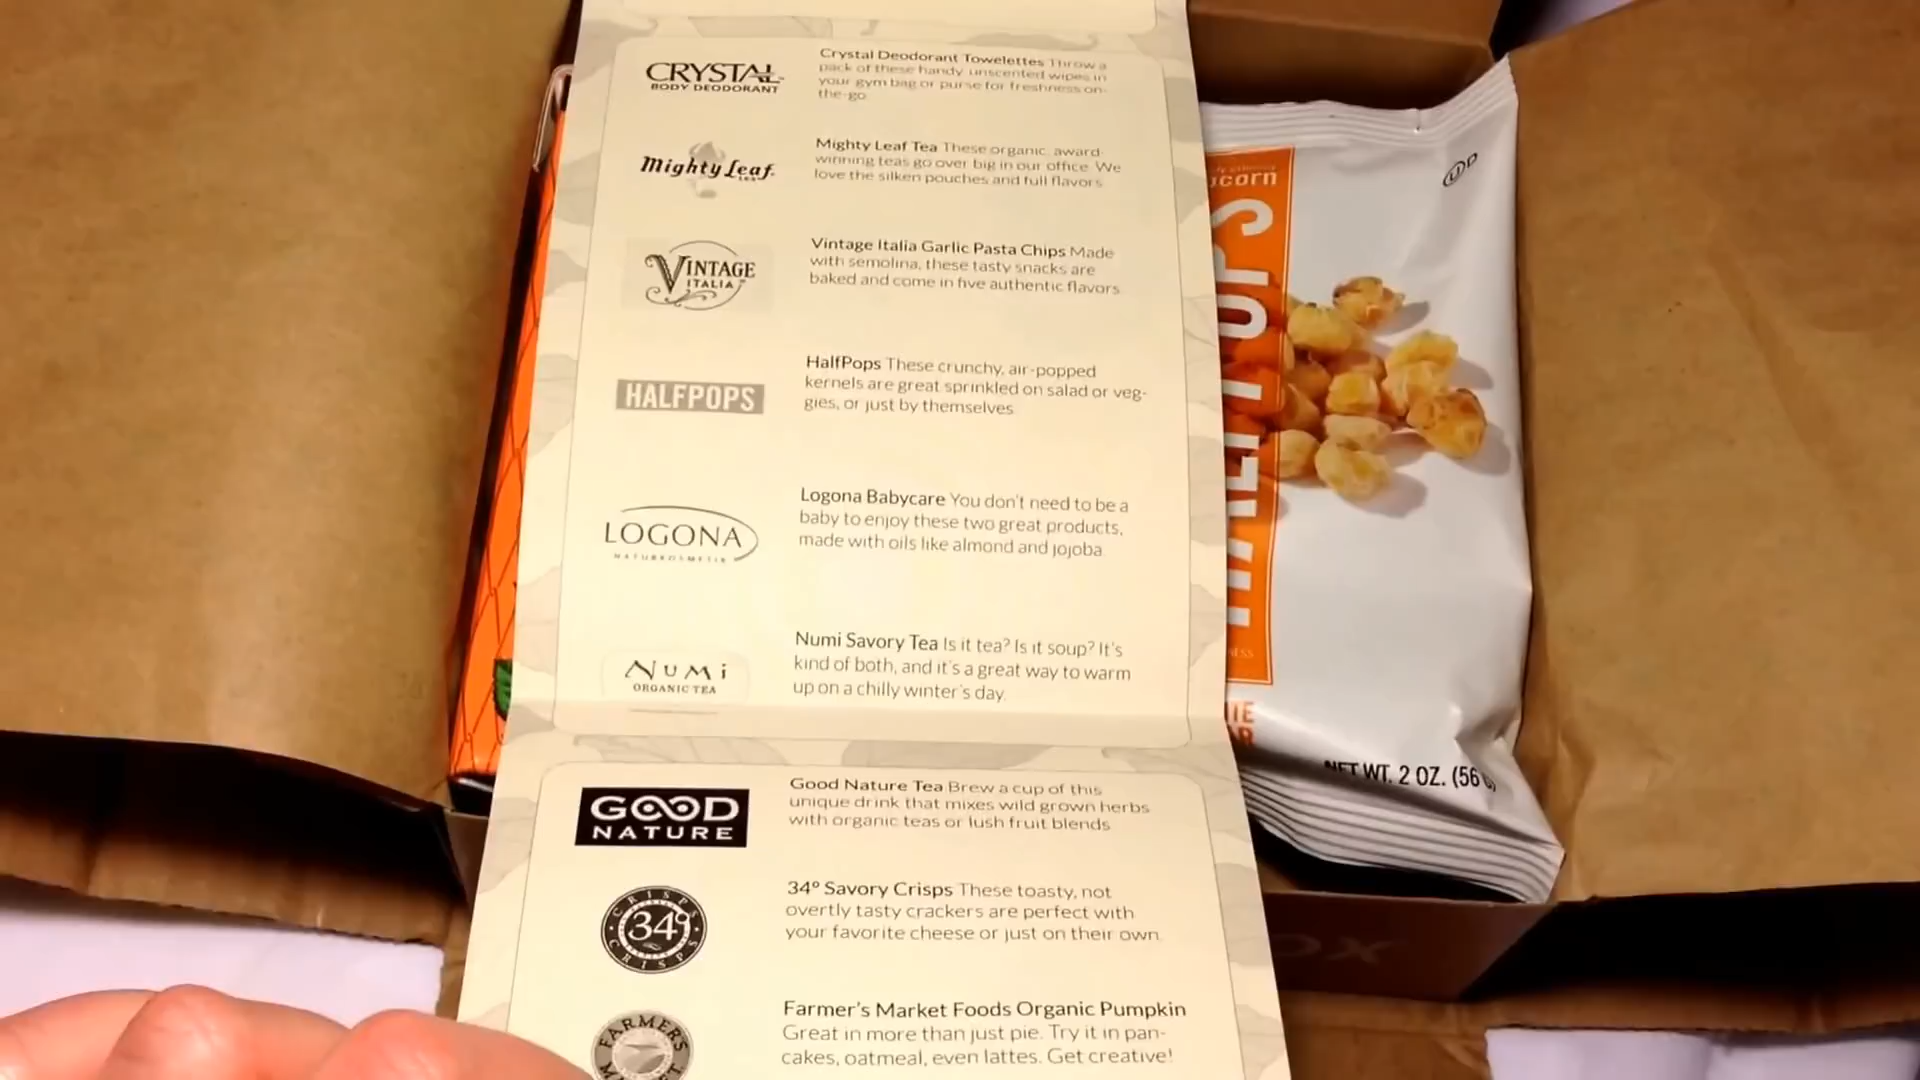 CRYSTAL
BODY DEODORANT
Crystal Deodorant Towelettes Throw a
pack of these handy unscented wipes in
your gym bag or purse for freshness on-
the-go
Mighty Leaf
TEA
Mighty Leaf Tea These organic, award-
winning teas go over big in our office. We
love the silken pouches and full flavors
VINTAGE
ITALIA
Vintage Italia Garlic Pasta Chips Made
with semolina, these tasty snacks are
baked and come in five authentic flavors
HALFPOPS
HalfPops These crunchy, air-popped
kernels are great sprinkled on salad or veg-
gies, or just by themselves
LOGONA
NATURKOSMETIK
Logona Babycare You don't need to be a
baby to enjoy these two great products,
made with oils like almond and jojoba
NUMi
ORGANIC TEA
Numi Savory Tea Is it tea? Is it soup? It's
kind of both, and it's a great way to warm
up on a chilly winter's day.
GOOD
NATURE
Good Nature Tea Brew a cup of this
unique drink that mixes wild grown herbs
with organic teas or lush fruit blends
CRISPS
34°
CRISPS
34° Savory Crisps These toasty, not
overtly tasty crackers are perfect with
your favorite cheese or just on their own.
FARMER'S
Farmer's Market Foods Organic Pumpkin
Great in more than just pie. Try it in pan-
cakes, oatmeal, even lattes. Get creative!
UD
NET WT. 2 OZ. (56 g)
OX